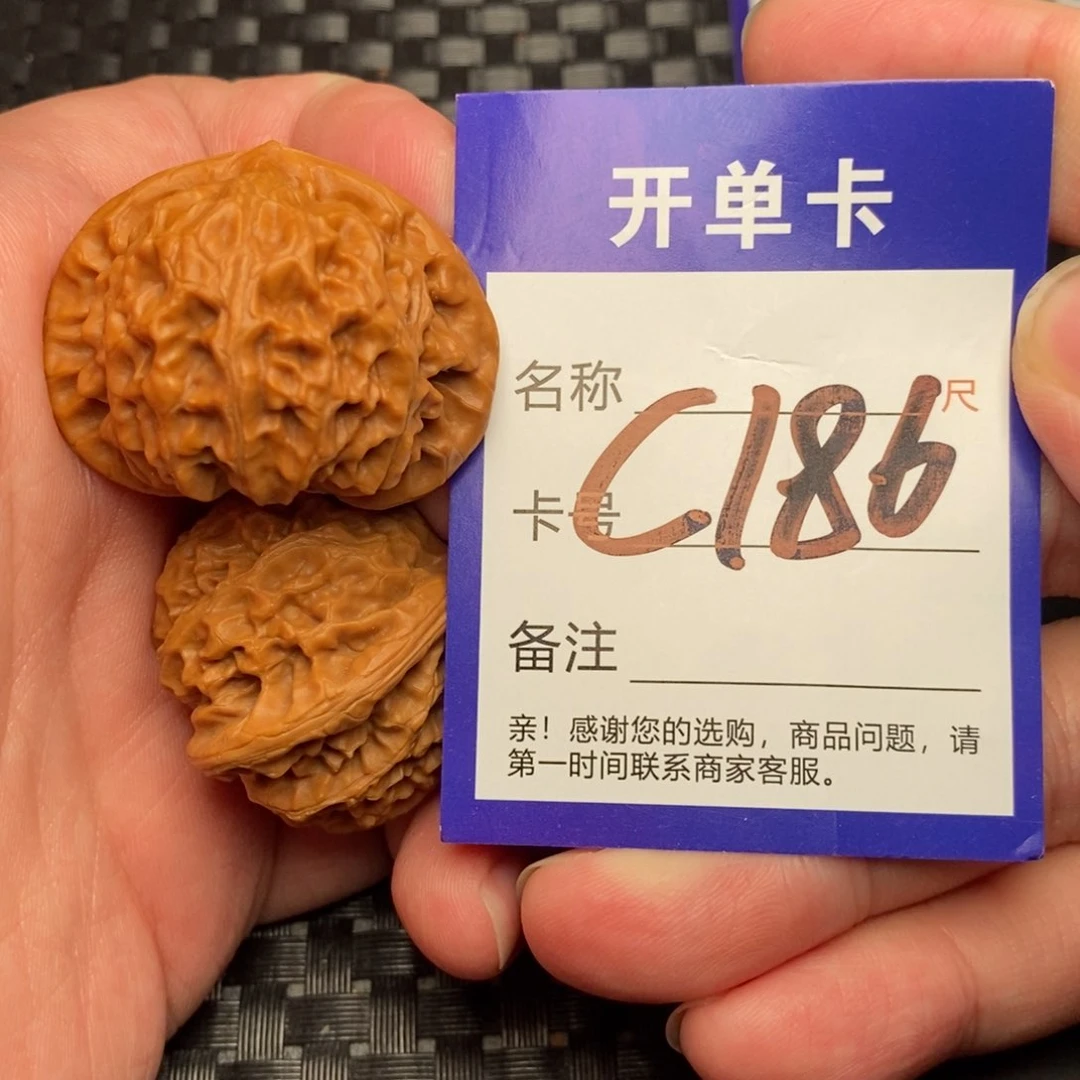 开单卡
名称 尺
C186
卡号
备注
亲！感谢您的选购，商品问题，请
第一时间联系商家客服。